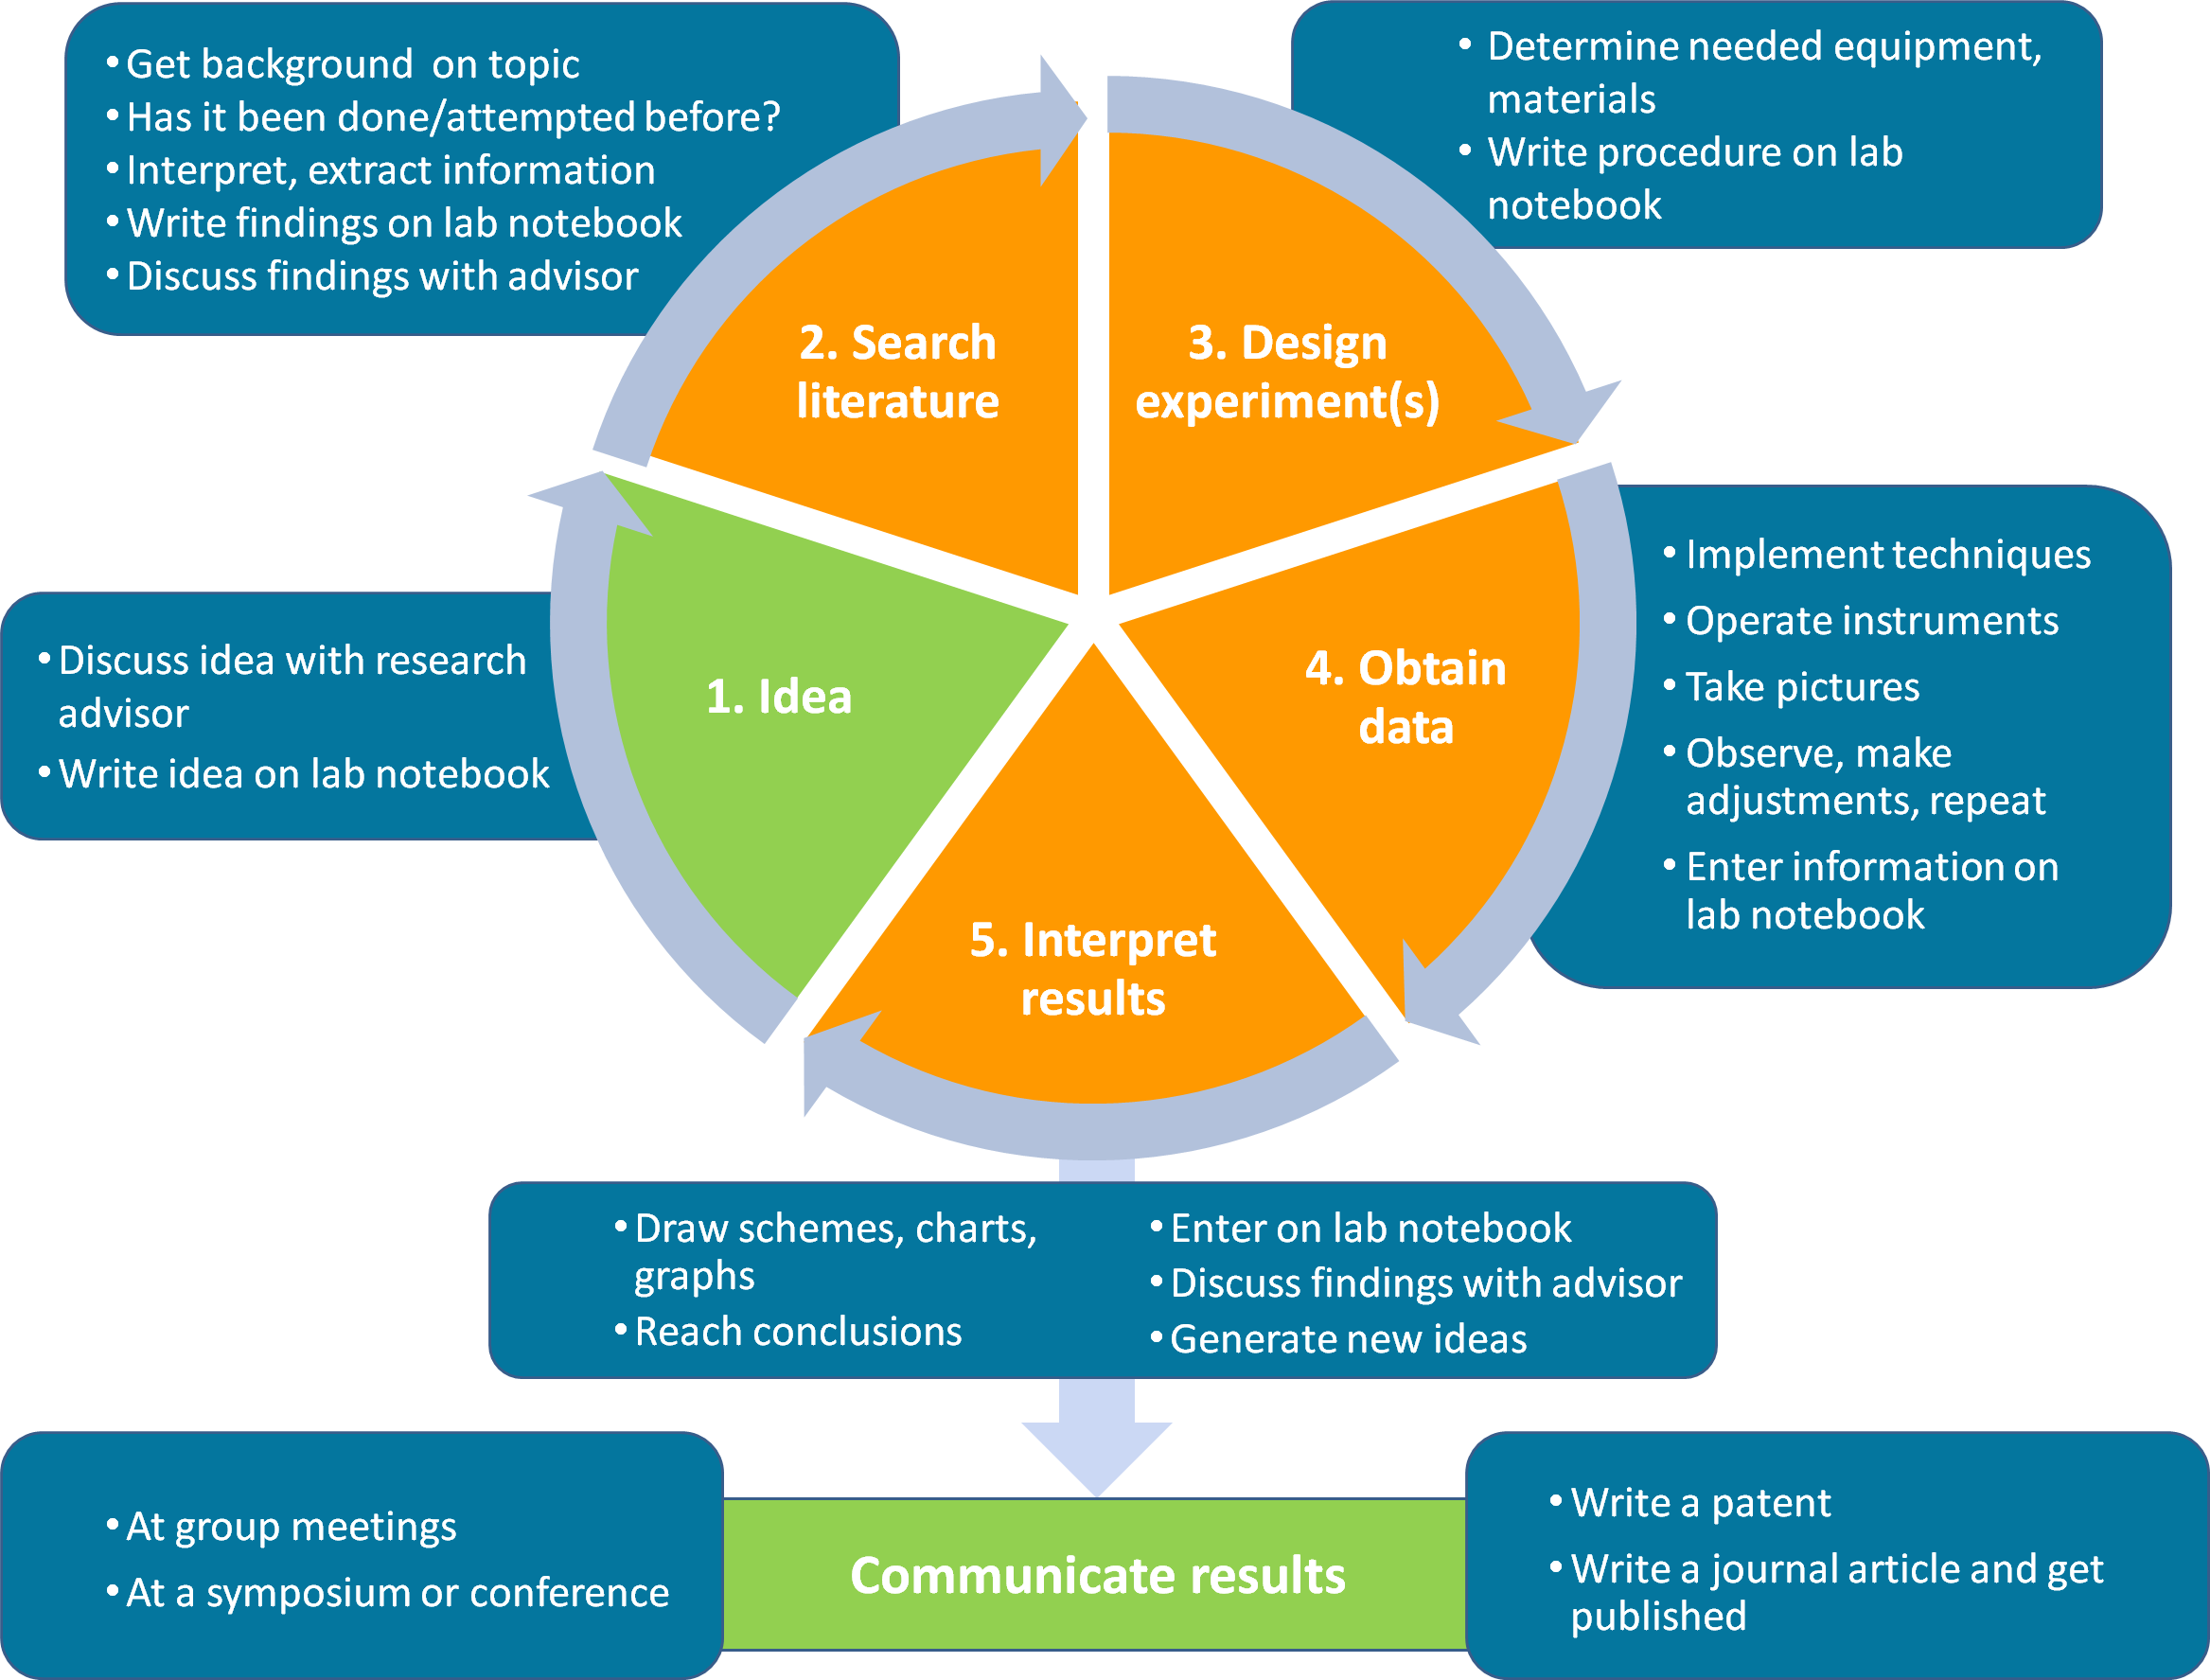 • Get background  on topic
• Has it been done/attempted before?
• Interpret, extract information
• Write findings on lab notebook
• Discuss findings with advisor
• Determine needed equipment,
materials
• Write procedure on lab
notebook
2. Search
literature
3. Design
experiment(s)
• Discuss idea with research
advisor
• Write idea on lab notebook
1. Idea
4. Obtain
data
• Implement techniques
• Operate instruments
• Take pictures
• Observe, make
adjustments, repeat
• Enter information on
lab notebook
5. Interpret
results
• Draw schemes, charts,
graphs
• Reach conclusions
• Enter on lab notebook
• Discuss findings with advisor
• Generate new ideas
• At group meetings
• At a symposium or conference
Communicate results
• Write a patent
• Write a journal article and get
published